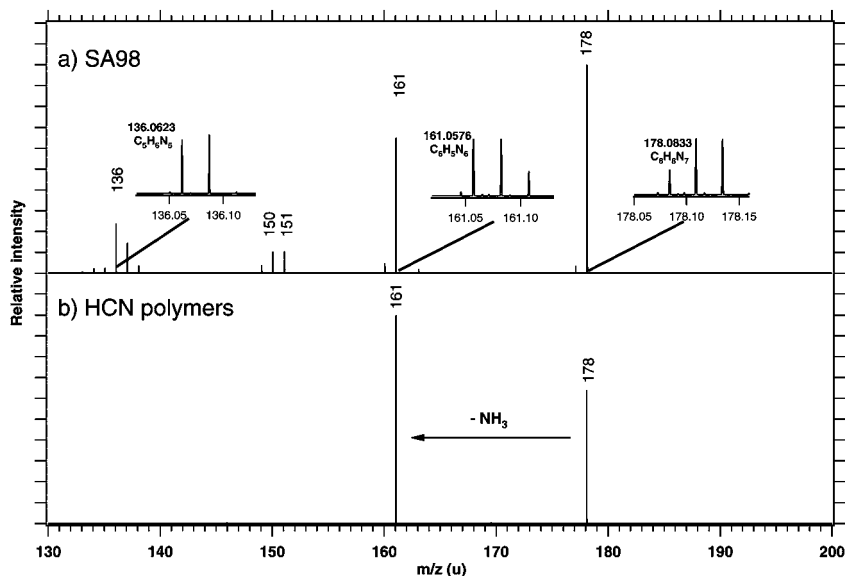 a) SA98
178
161
136.0623
C₅H₆N₅
161.0576
C₆H₅N₆
178.0833
C₆H₈N₇
136
136.05 136.10
161.05 161.10
178.05 178.10 178.15
150
151
Relative intensity
161
b) HCN polymers
178
- NH₃
130 140 150 160 170 180 190 200
m/z (u)